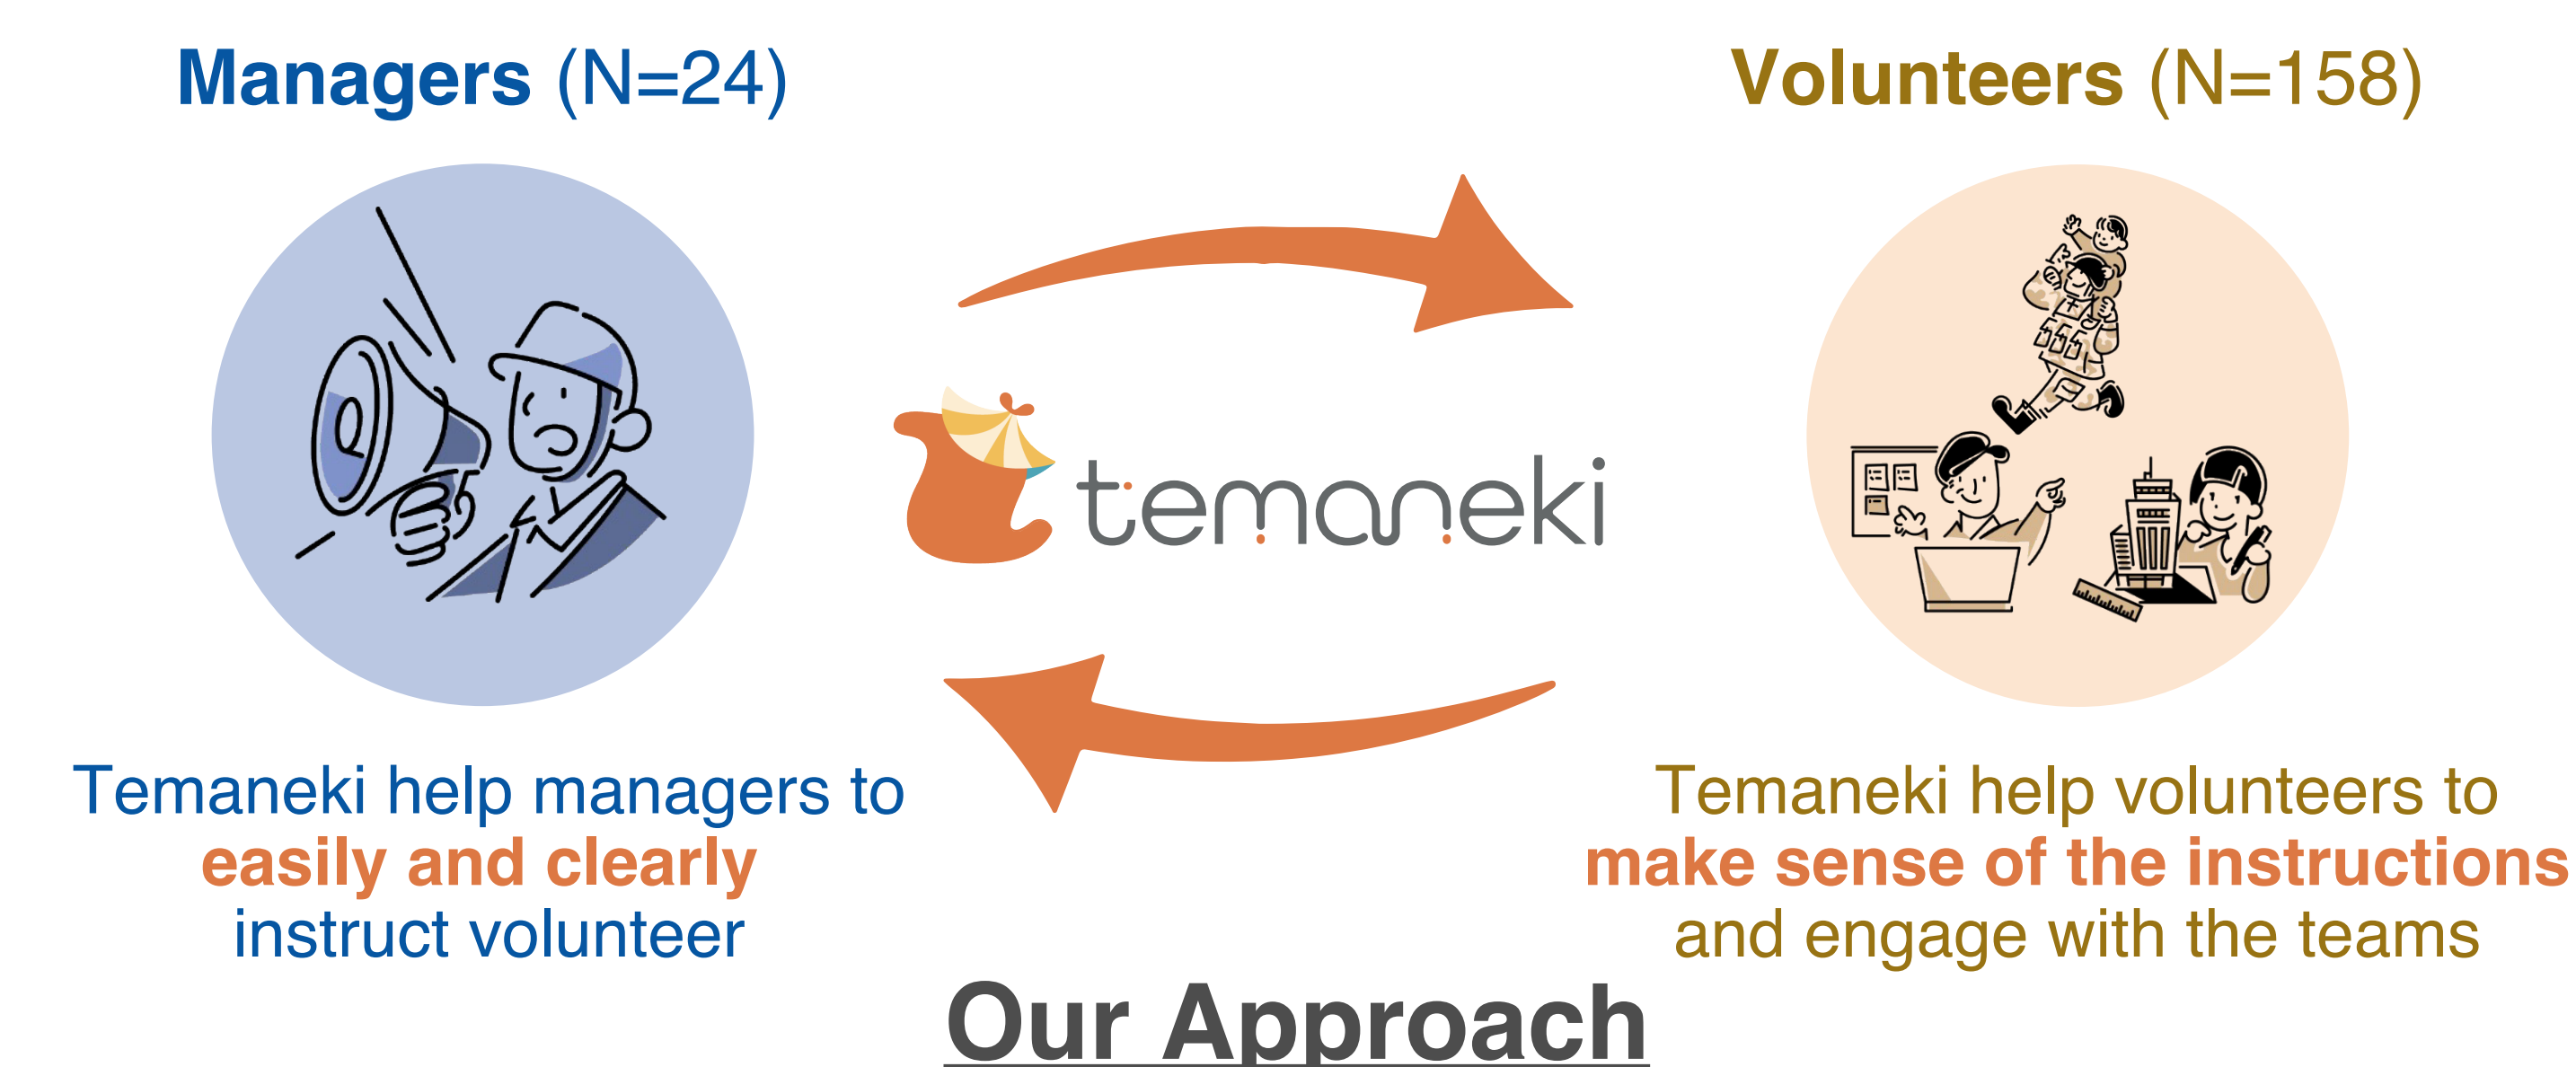 Managers (N=24)
Volunteers (N=158)
temaneki
Temaneki help managers to
easily and clearly
instruct volunteer
Temaneki help volunteers to
make sense of the instructions
and engage with the teams
Our Approach